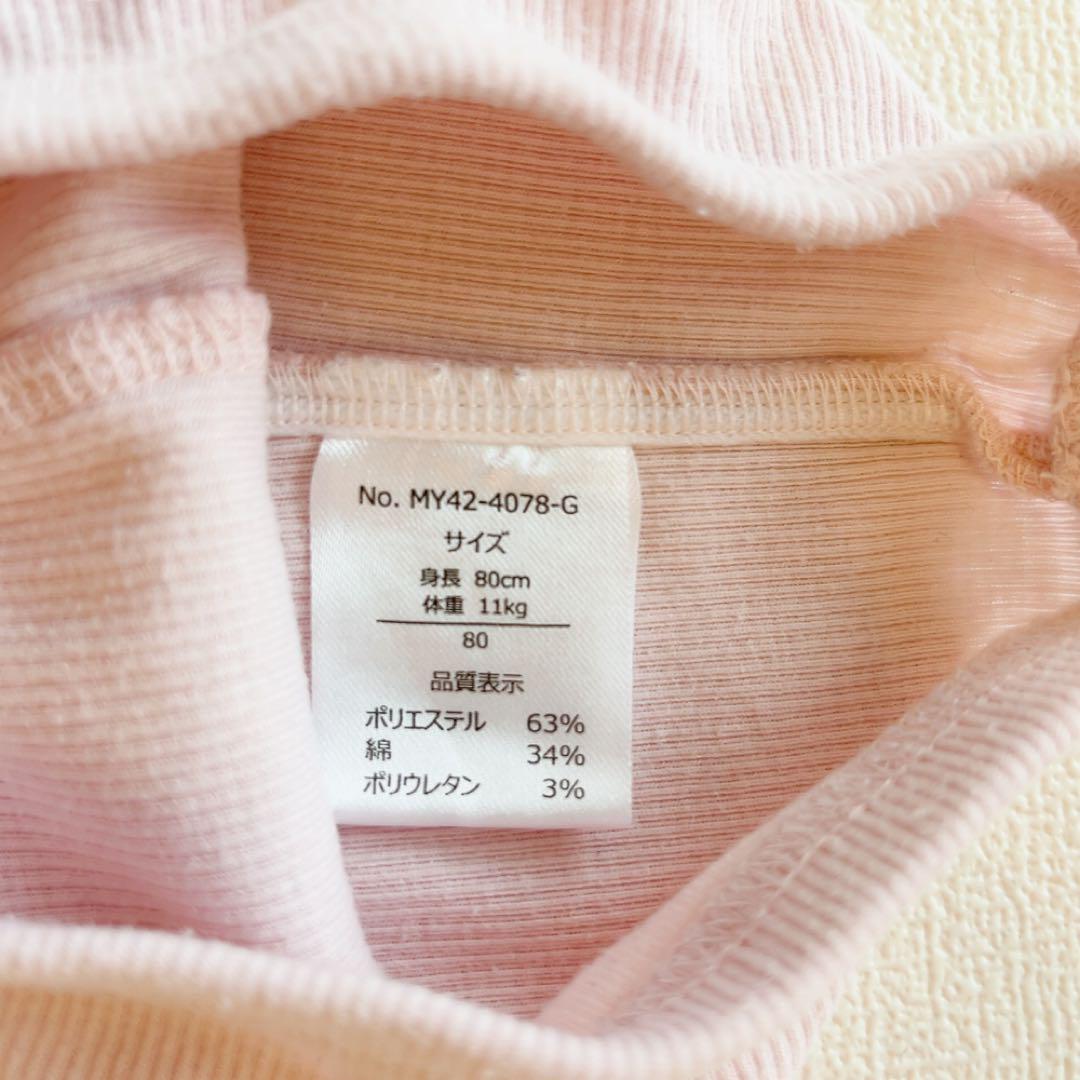 No. MY42-4078-G
サイズ
身長 80cm
体重 11kg
80
品質表示
ポリエステル 63%
綿 34%
ポリウレタン 3%